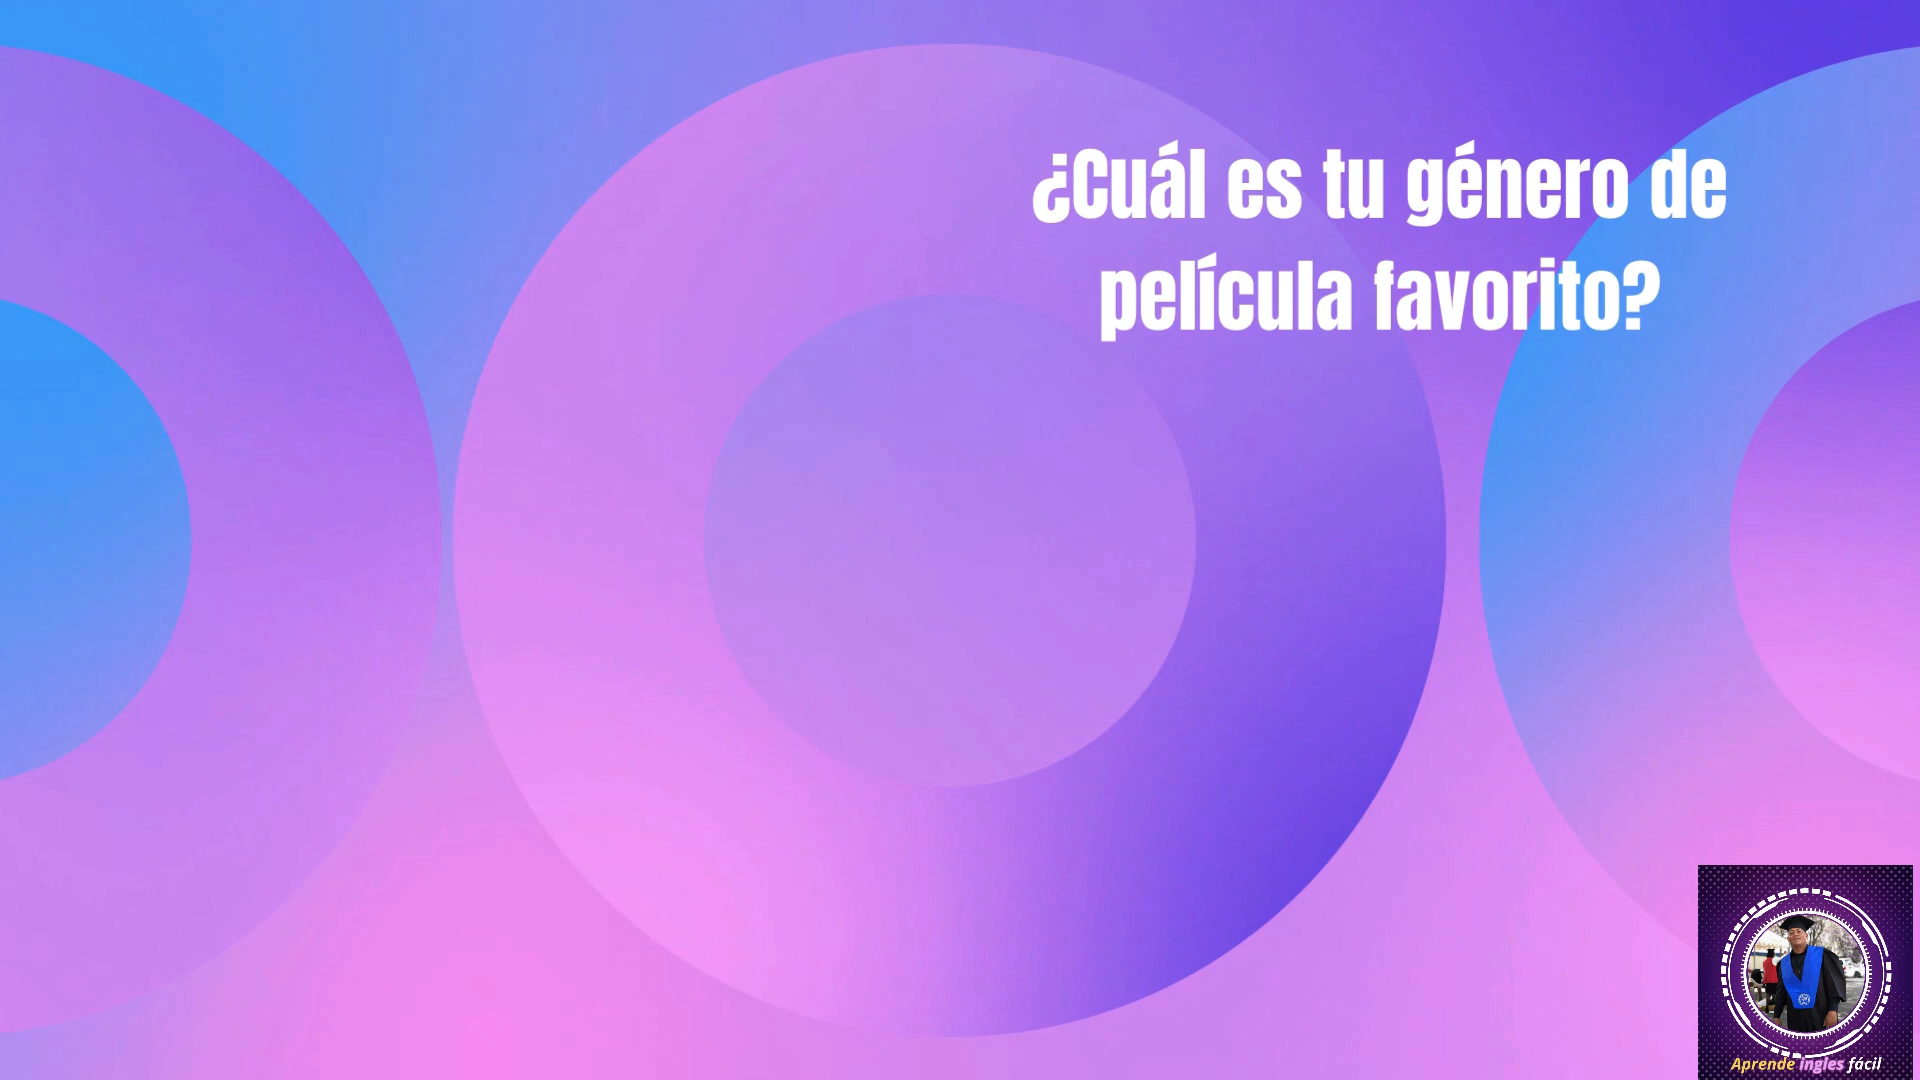 ¿Cuál es tu género de
película favorito?
Aprende ingles fácil